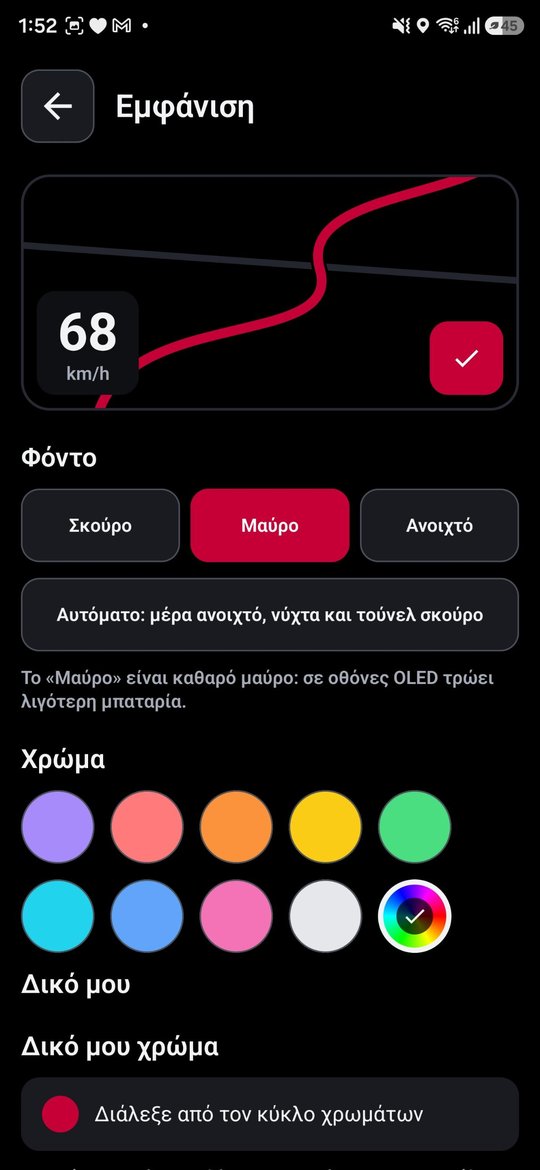 1:52
45
Εμφάνιση
68
km/h
Φόντο
Σκούρο
Μαύρο
Ανοιχτό
Αυτόματο: μέρα ανοιχτό, νύχτα και τούνελ σκούρο
Το «Μαύρο» είναι καθαρό μαύρο: σε οθόνες OLED τρώει
λιγότερη μπαταρία.
Χρώμα
Δικό μου
Δικό μου χρώμα
Διάλεξε από τον κύκλο χρωμάτων